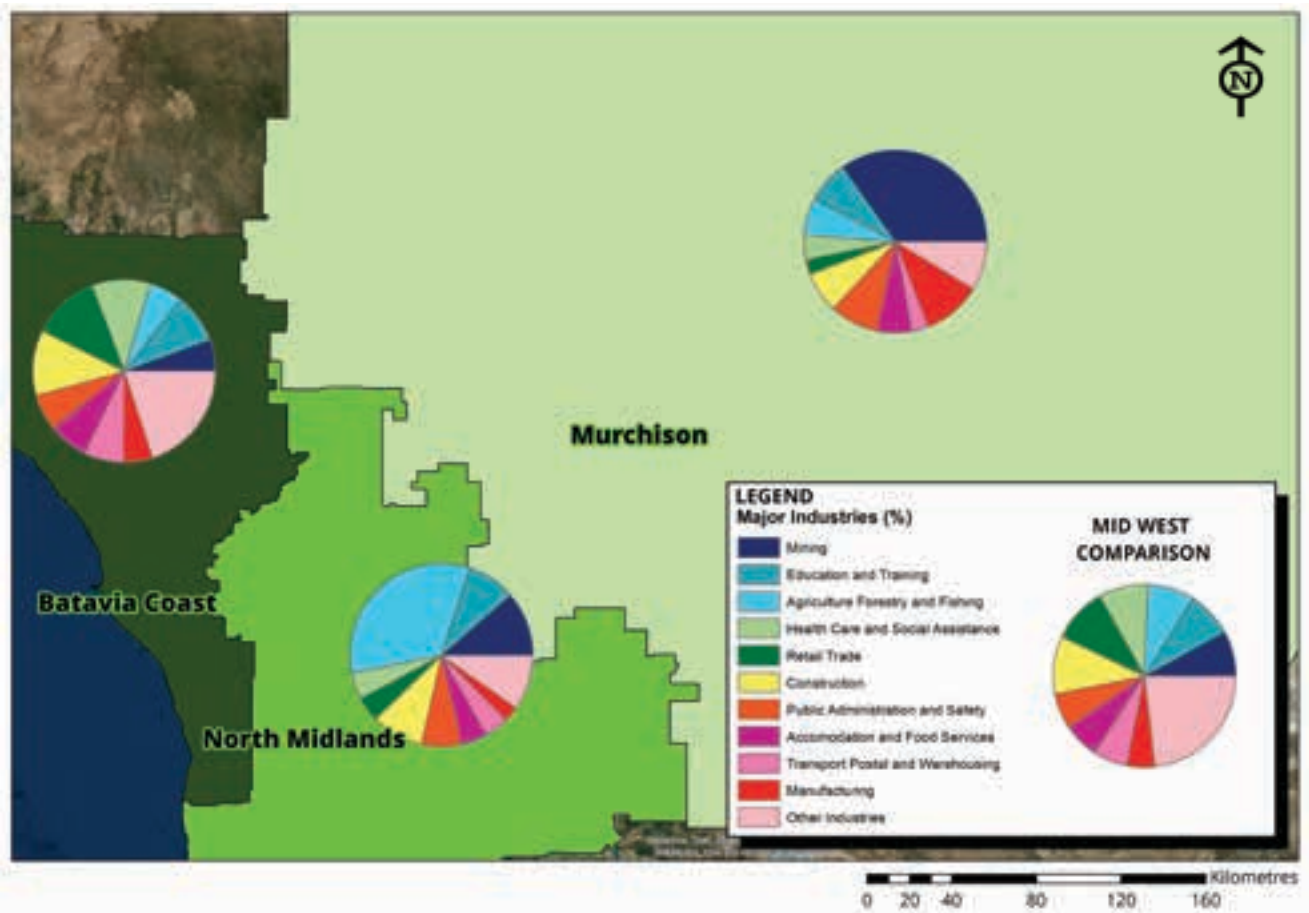 N
Murchison
Batavia Coast
North Midlands
LEGEND
Major Industries (%)
Mining
Education and Training
Agriculture Forestry and Fishing
Health Care and Social Assistance
Retail Trade
Construction
Public Administration and Safety
Accomodation and Food Services
Transport Postal and Warehousing
Manufacturing
Other Industries
MID WEST
COMPARISON
Kilometres
0 20 40 80 120 160